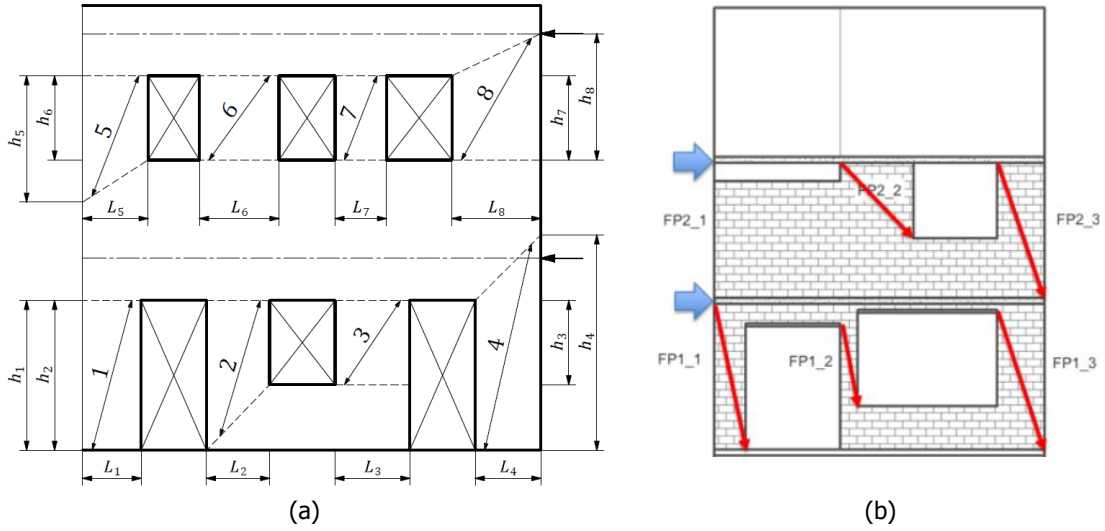 5
6
7
8
h₅
h₆
h₇
h₈
L₅
L₆
L₇
L₈
1
2
3
4
h₁
h₂
h₃
h₄
L₁
L₂
L₃
L₄
(a)
FP2_1
FP2_2
FP2_3
FP1_1
FP1_2
FP1_3
(b)